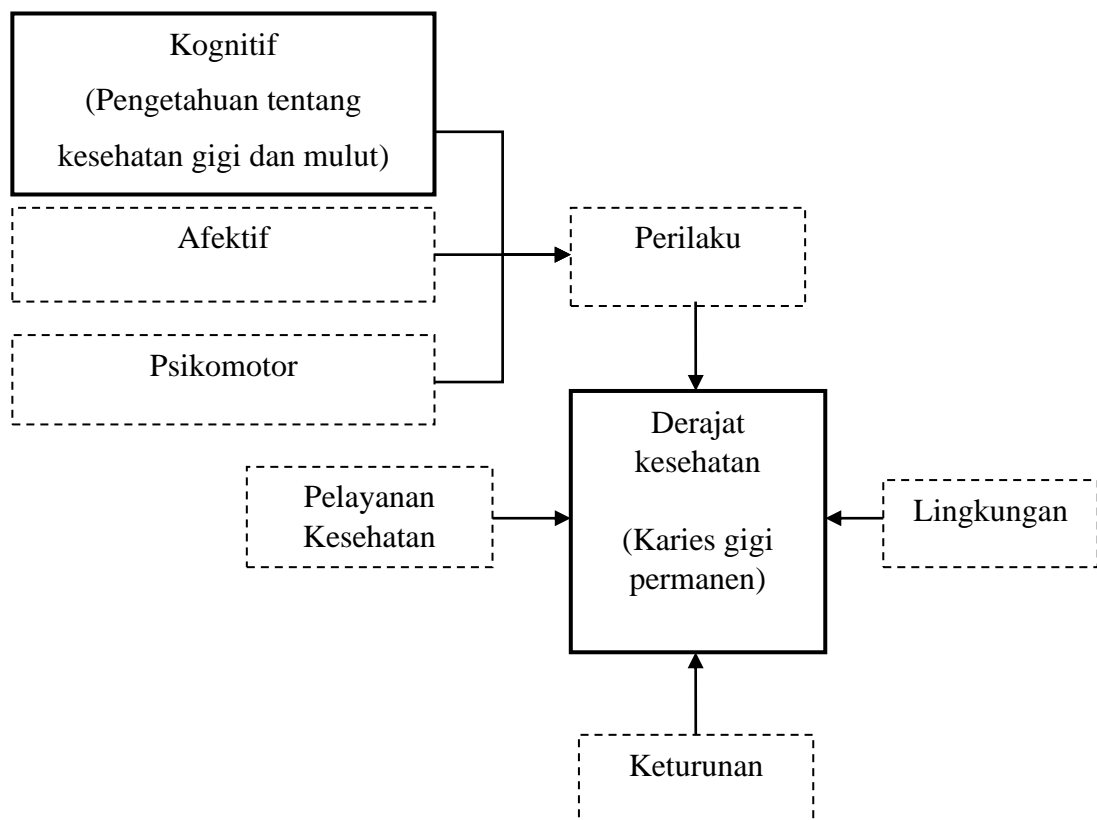 Kognitif
(Pengetahuan tentang
kesehatan gigi dan mulut)
Afektif
Perilaku
Psikomotor
Derajat
kesehatan
(Karies gigi
permanen)
Pelayanan
Kesehatan
Lingkungan
Keturunan